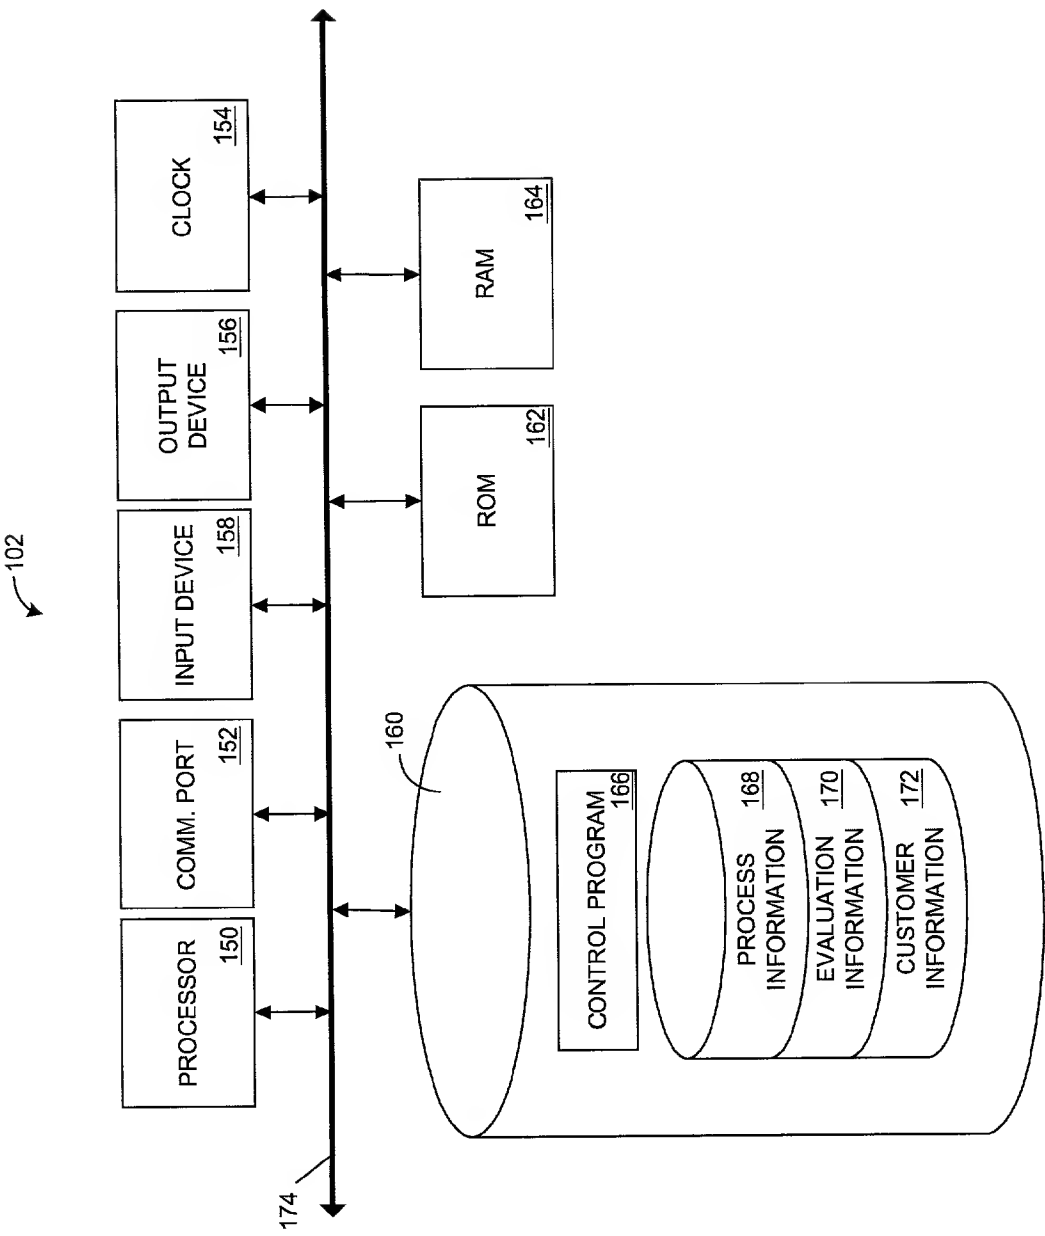 102
PROCESSOR
150
COMM. PORT
152
INPUT DEVICE
158
OUTPUT
DEVICE
156
CLOCK
154
174
160
ROM
162
RAM
164
CONTROL PROGRAM
166
PROCESS
INFORMATION
168
EVALUATION
INFORMATION
170
CUSTOMER
INFORMATION
172